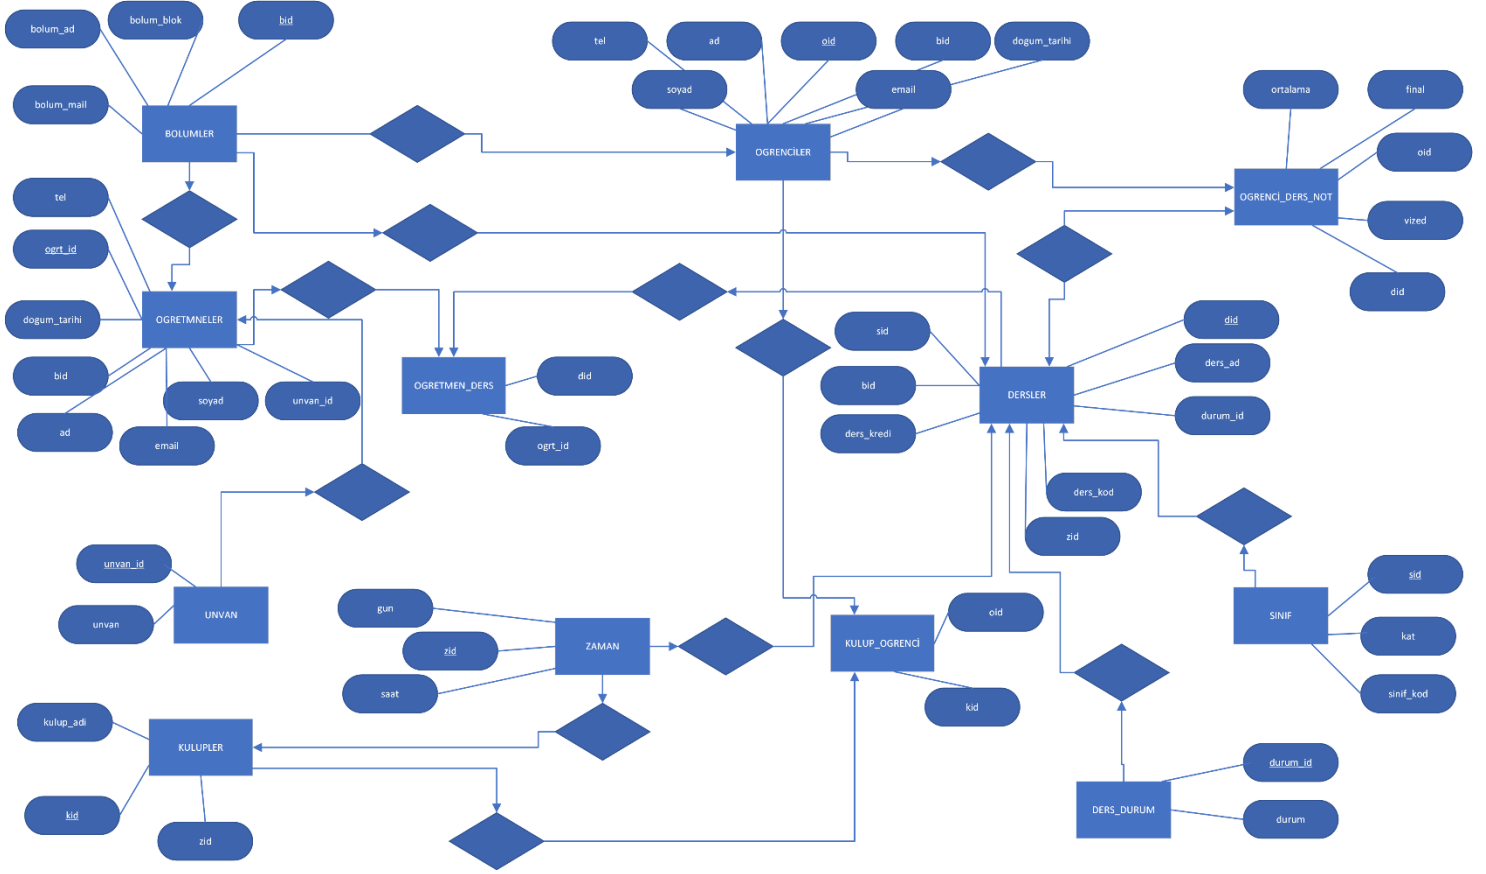 bolum_ad
bolum_blok
bid
bolum_mail
BOLUMLER
tel
ad
oid
bid
dogum_tarihi
soyad
email
OGRENCİLER
ortalama
final
oid
OGRENCİ_DERS_NOT
vized
did
tel
ogrt_id
dogum_tarihi
OGRETMNELER
bid
soyad
unvan_id
ad
email
OGRETMEN_DERS
did
ogrt_id
sid
did
bid
DERSLER
ders_ad
ders_kredi
durum_id
ders_kod
zid
unvan_id
UNVAN
unvan
gun
zid
ZAMAN
saat
oid
KULUP_OGRENCİ
kid
sid
SINIF
kat
sinif_kod
kulup_adi
KULUPLER
kid
zid
durum_id
DERS_DURUM
durum